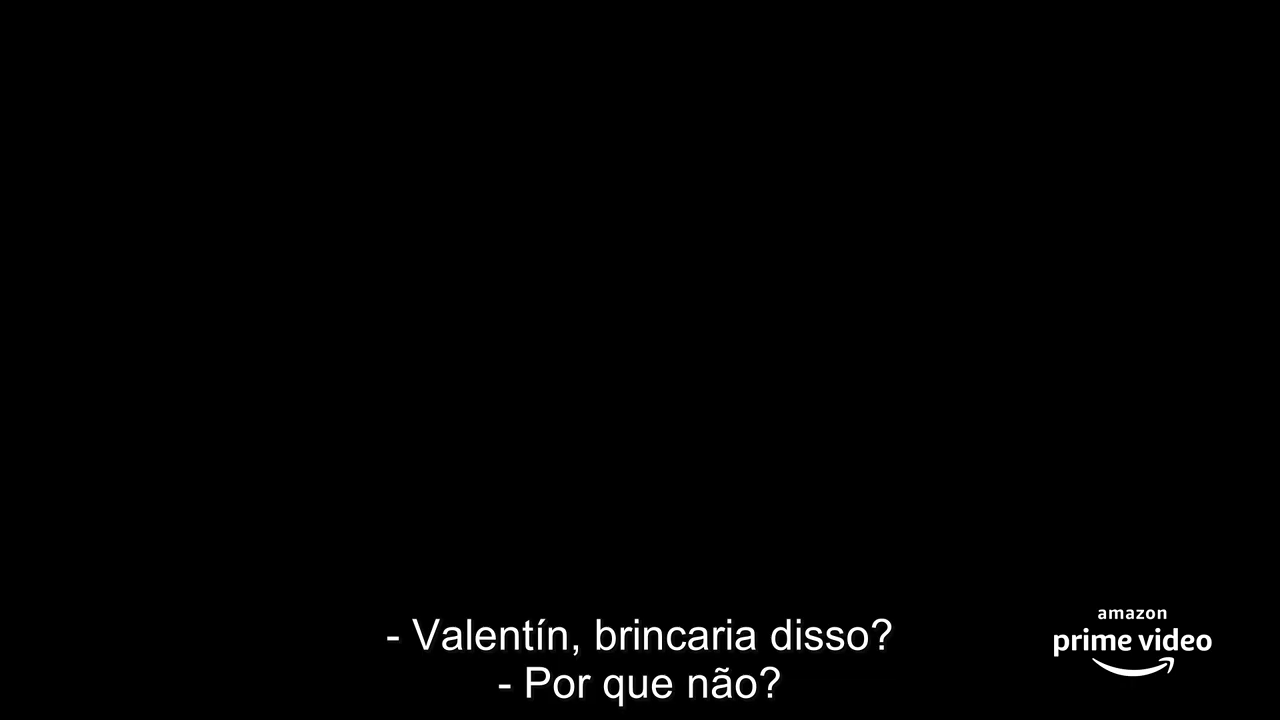 - Valentín, brincaria disso?
- Por que não?
amazon
prime video